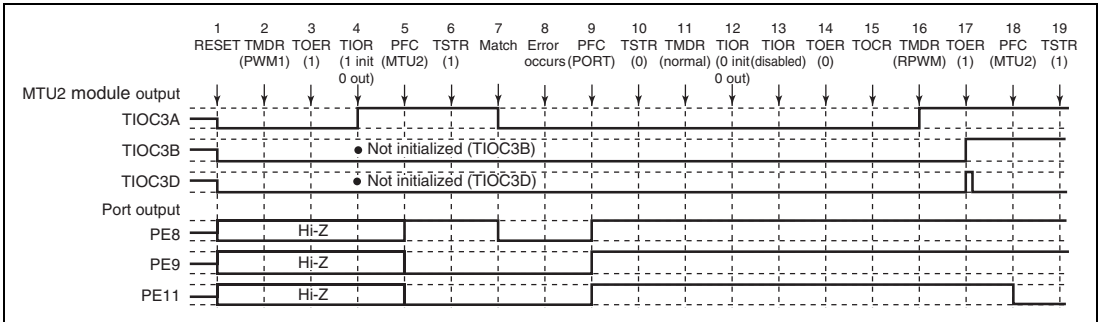 1 2 3 4 5 6 7 8 9 10 11 12 13 14 15 16 17 18 19
RESET TMDR TOER TIOR PFC TSTR Match Error PFC TSTR TMDR TIOR TIOR TOER TOCR TMDR TOER PFC TSTR
(PWM1) (1) (1 init (MTU2) (1) occurs (PORT) (0) (normal) (0 init (disabled) (0) (RPWM) (1) (MTU2) (1)
0 out) 0 out)
MTU2 module output
TIOC3A
TIOC3B • Not initialized (TIOC3B)
TIOC3D • Not initialized (TIOC3D)
Port output
PE8 Hi-Z
PE9 Hi-Z
PE11 Hi-Z